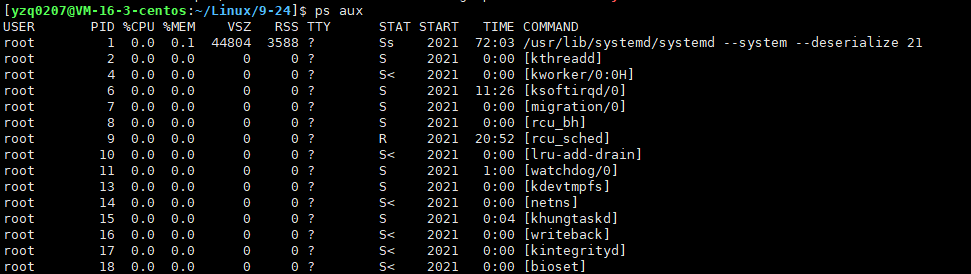 [yzq0207@VM-16-3-centos:~/Linux/9-24]$ ps aux
USER       PID %CPU %MEM    VSZ   RSS TTY      STAT START   TIME COMMAND
root         1  0.0  0.1  44804  3588 ?        Ss    2021  72:03 /usr/lib/systemd/systemd --system --deserialize 21
root         2  0.0  0.0      0     0 ?        S     2021   0:00 [kthreadd]
root         4  0.0  0.0      0     0 ?        S<    2021   0:00 [kworker/0:0H]
root         6  0.0  0.0      0     0 ?        S     2021  11:26 [ksoftirqd/0]
root         7  0.0  0.0      0     0 ?        S     2021   0:00 [migration/0]
root         8  0.0  0.0      0     0 ?        S     2021   0:00 [rcu_bh]
root         9  0.0  0.0      0     0 ?        R     2021  20:52 [rcu_sched]
root        10  0.0  0.0      0     0 ?        S<    2021   0:00 [lru-add-drain]
root        11  0.0  0.0      0     0 ?        S     2021   1:00 [watchdog/0]
root        13  0.0  0.0      0     0 ?        S     2021   0:00 [kdevtmpfs]
root        14  0.0  0.0      0     0 ?        S<    2021   0:00 [netns]
root        15  0.0  0.0      0     0 ?        S     2021   0:04 [khungtaskd]
root        16  0.0  0.0      0     0 ?        S<    2021   0:00 [writeback]
root        17  0.0  0.0      0     0 ?        S<    2021   0:00 [kintegrityd]
root        18  0.0  0.0      0     0 ?        S<    2021   0:00 [bioset]